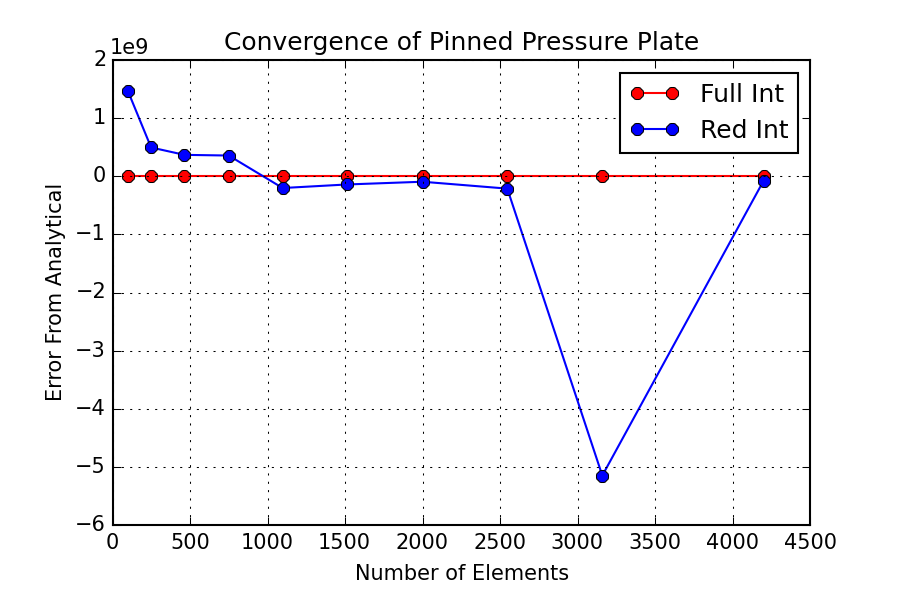 Convergence of Pinned Pressure Plate
1e9
2
1
0
−1
−2
−3
−4
−5
−6
Error From Analytical
Full Int
Red Int
0 500 1000 1500 2000 2500 3000 3500 4000 4500
Number of Elements